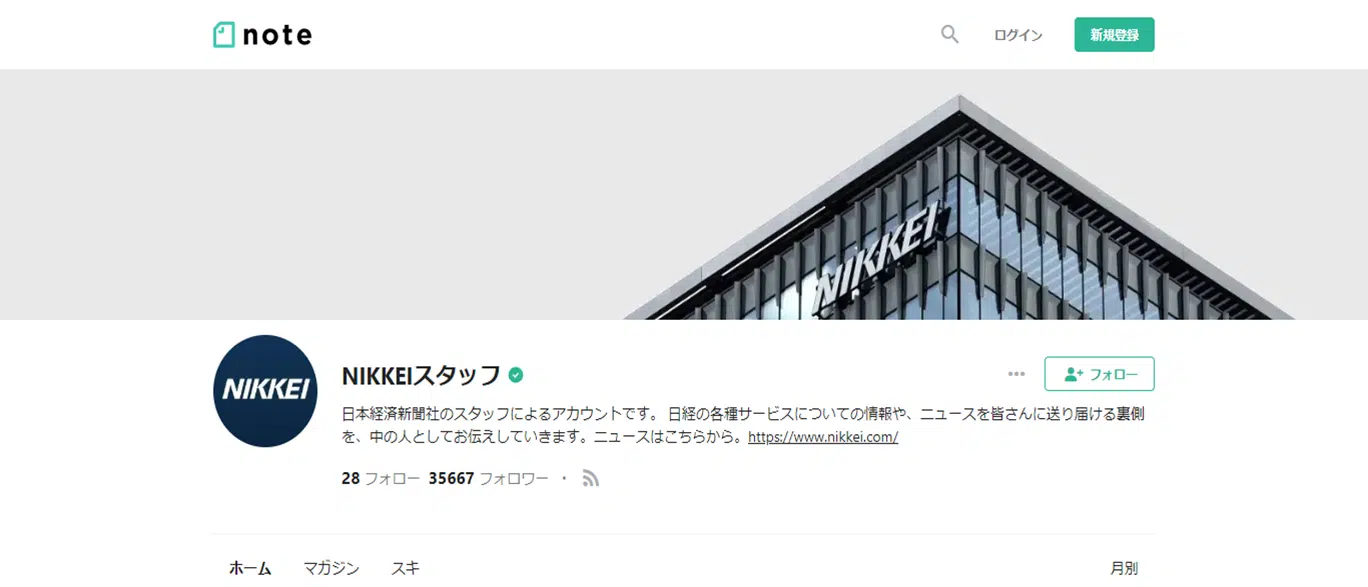 note
ログイン
新規登録
NIKKEI
NIKKEI
NIKKEIスタッフ
フォロー
日本経済新聞社のスタッフによるアカウントです。 日経の各種サービスについての情報や、ニュースを皆さんに送り届ける裏側
を、中の人としてお伝えしていきます。ニュースはこちらから。https://www.nikkei.com/
28 フォロー 35667 フォロワー ・
ホーム マガジン スキ 月別